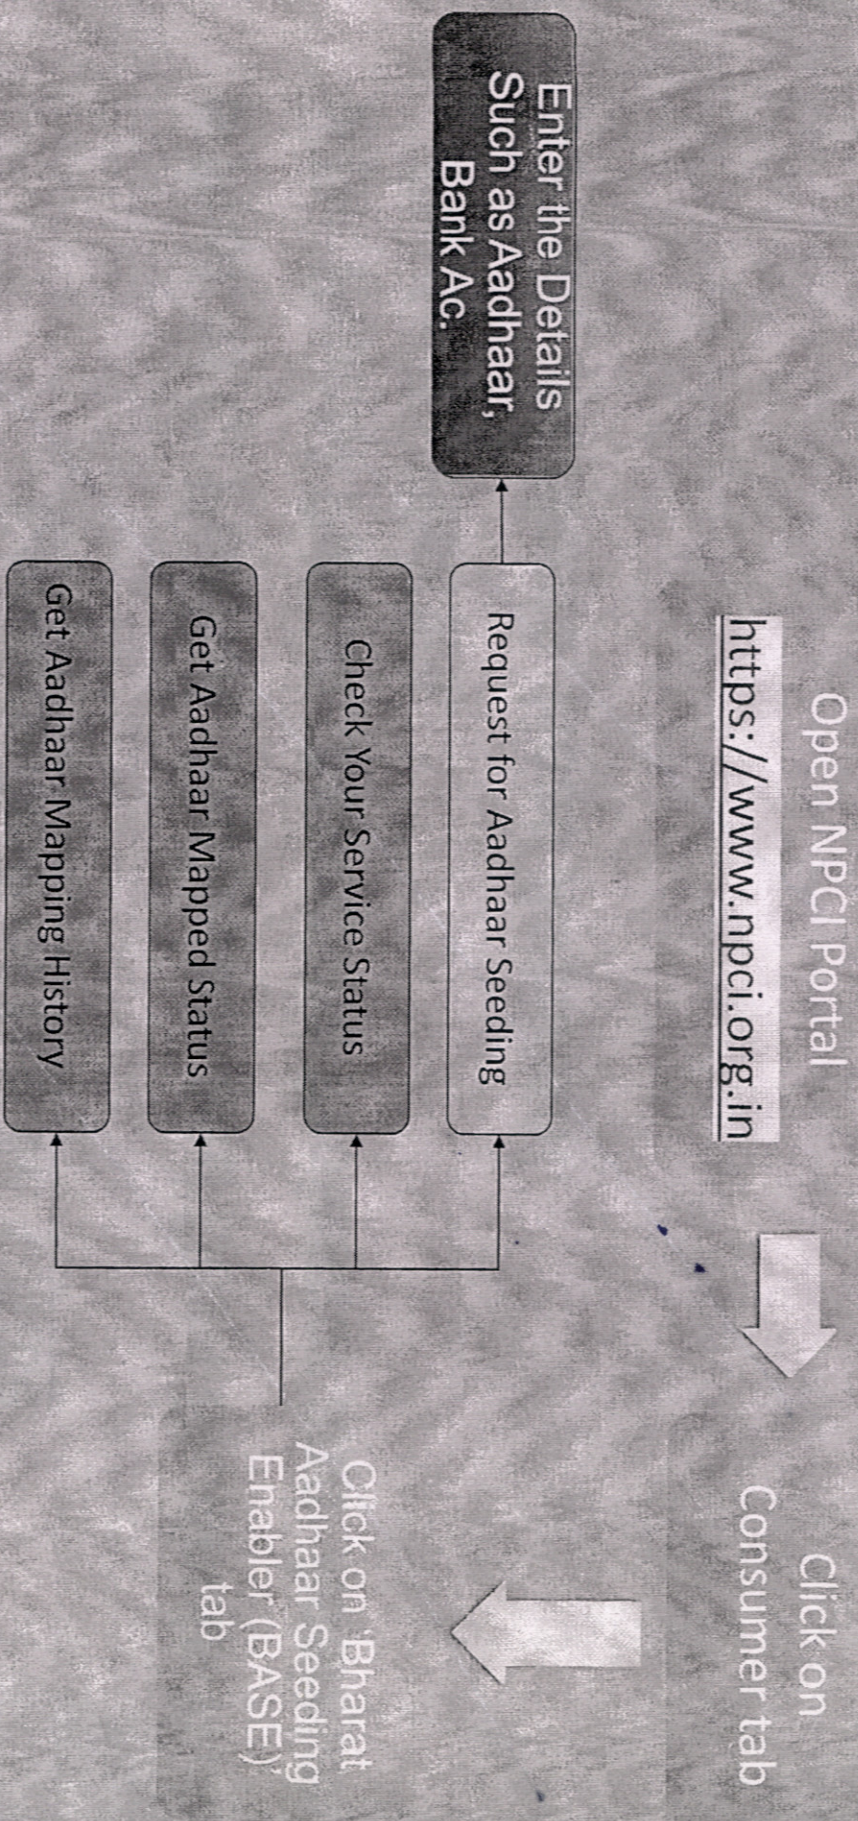 Open NPCI Portal
https://www.npci.org.in
Click on
Consumer tab
Click on 'Bharat
Aadhaar Seeding
Enabler (BASE)'
tab
Request for Aadhaar Seeding
Check Your Service Status
Get Aadhaar Mapped Status
Get Aadhaar Mapping History
Enter the Details
Such as Aadhaar,
Bank Ac.